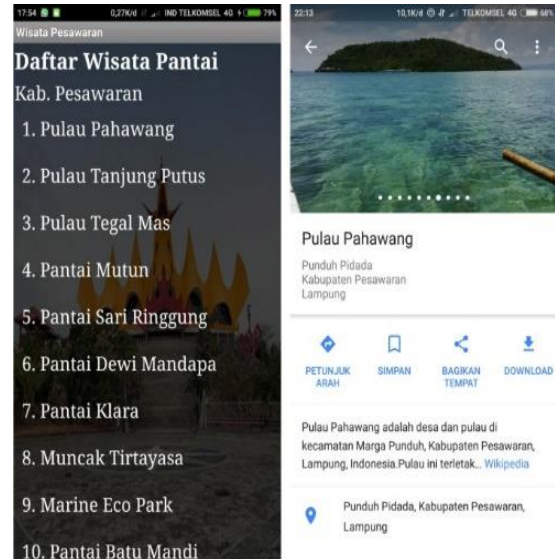 17:54 0,27K/d IND TELKOMSEL 4G 79%
Wisata Pesawaran
Daftar Wisata Pantai
Kab. Pesawaran
1. Pulau Pahawang
2. Pulau Tanjung Putus
3. Pulau Tegal Mas
4. Pantai Mutun
5. Pantai Sari Ringgung
6. Pantai Dewi Mandapa
7. Pantai Klara
8. Muncak Tirtayasa
9. Marine Eco Park
10. Pantai Batu Mandi
22:13 10,1K/d TELKOMSEL 4G 68%
Pulau Pahawang
Punduh Pidada
Kabupaten Pesawaran
Lampung
PETUNJUK ARAH
SIMPAN
BAGIKAN TEMPAT
DOWNLOAD
Pulau Pahawang adalah desa dan pulau di
kecamatan Marga Punduh, Kabupaten Pesawaran,
Lampung, Indonesia.Pulau ini terletak... Wikipedia
Punduh Pidada, Kabupaten Pesawaran,
Lampung